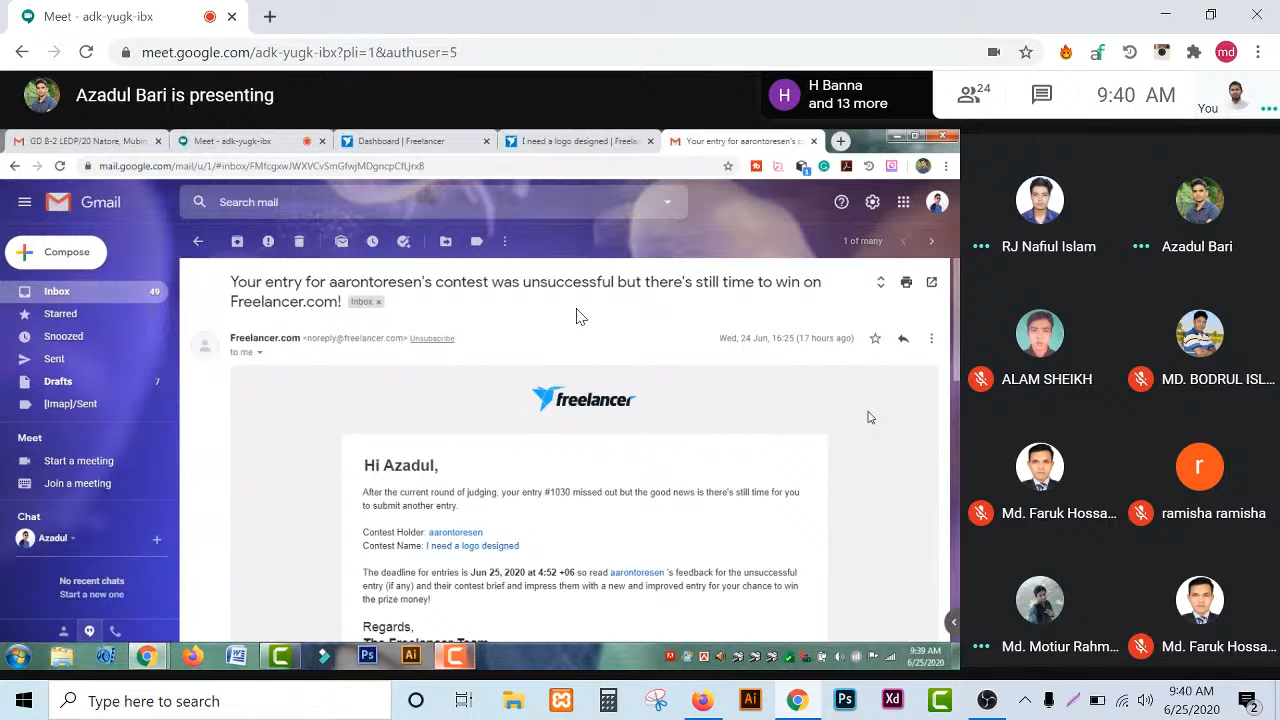 Meet - adk-yugk-ibx
meet.google.com/adk-yugk-ibx?pli=1&authuser=5
md
Azadul Bari is presenting
H
H Banna
and 13 more
24
9:40 AM
You
GD B-2 LEDP/20 Natore, Mubi
Meet - adk-yugk-ibx
Dashboard | Freelancer
I need a logo designed | Freela
Your entry for aarontoresen's c
Gmail
Search mail
Compose
1 of many
Inbox 49
Starred
Snoozed
Sent
Drafts 7
[Imap]/Sent
Meet
Start a meeting
Join a meeting
Chat
Azadul
No recent chats
Start a new one
Your entry for aarontoresen's contest was unsuccessful but there's still time to win on
Freelancer.com! Inbox x
Freelancer.com <noreply@freelancer.com> Unsubscribe
Wed, 24 Jun, 16:25 (17 hours ago)
to me
freelancer
Hi Azadul,
After the current round of judging, your entry #1030 missed out but the good news is there's still time for you
to submit another entry.
Contest Holder: aarontoresen
Contest Name: I need a logo designed
The deadline for entries is Jun 25, 2020 at 4:52 +06 so read aarontoresen 's feedback for the unsuccessful
entry (if any) and their contest brief and impress them with a new and improved entry for your chance to win
the prize money!
Regards,
The Freelancer Team
RJ Nafiul Islam
Azadul Bari
ALAM SHEIKH
MD. BODRUL ISL...
Md. Faruk Hossa...
r
ramisha ramisha
Md. Motiur Rahm...
Md. Faruk Hossa...
Ps
Ai
9:39 AM
6/25/2020
Type here to search
Ai
Ps
Xd
9:40 AM
6/25/2020
2